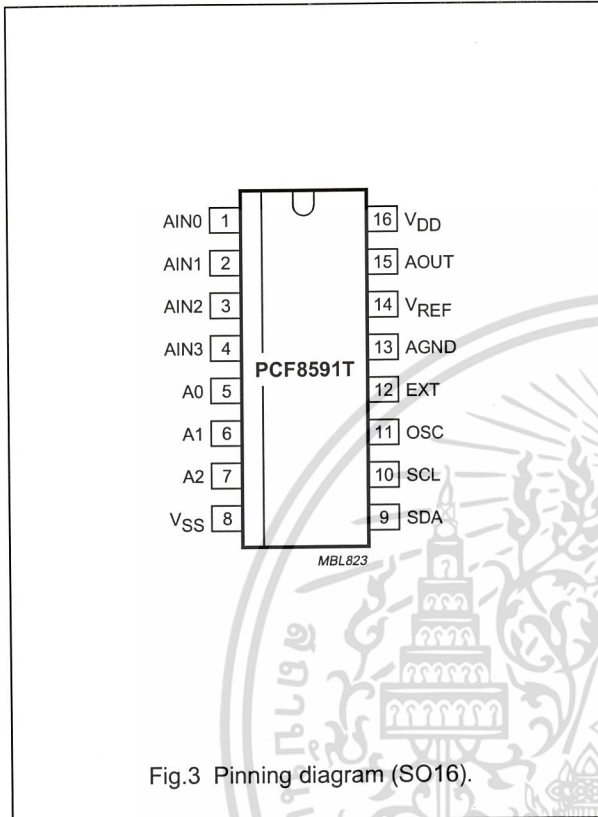 AIN0 1
AIN1 2
AIN2 3
AIN3 4
A0 5
A1 6
A2 7
VSS 8
PCF8591T
16 VDD
15 AOUT
14 VREF
13 AGND
12 EXT
11 OSC
10 SCL
9 SDA
MBL823
Fig.3 Pinning diagram (SO16).